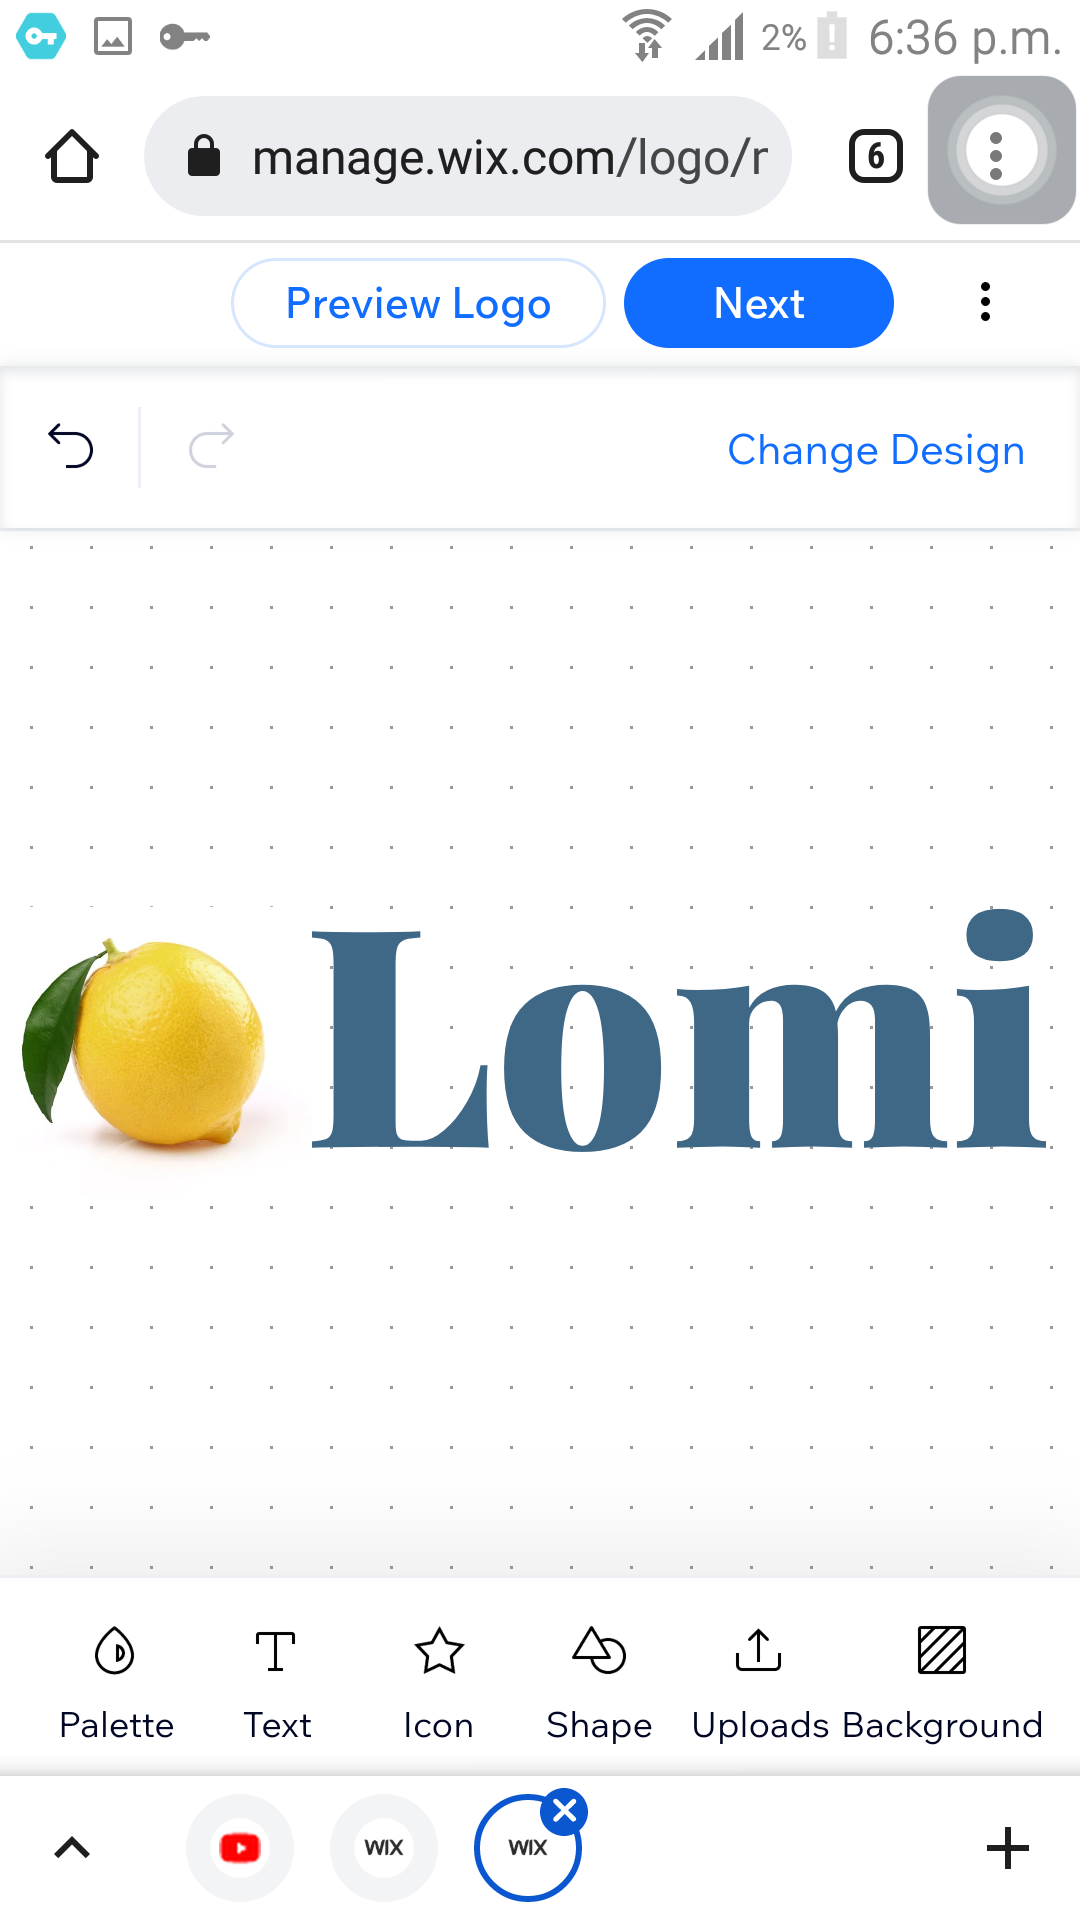 2% 6:36 p.m.
manage.wix.com/logo/r
6
Preview Logo
Next
Change Design
Lomi
Palette
Text
Icon
Shape
Uploads
Background
WIX
WIX